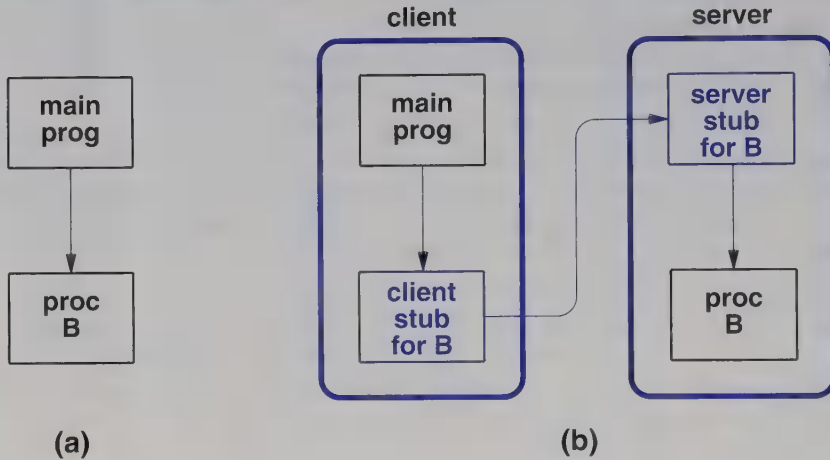 client
server
main
prog
main
prog
server
stub
for B
proc
B
client
stub
for B
proc
B
(a)
(b)